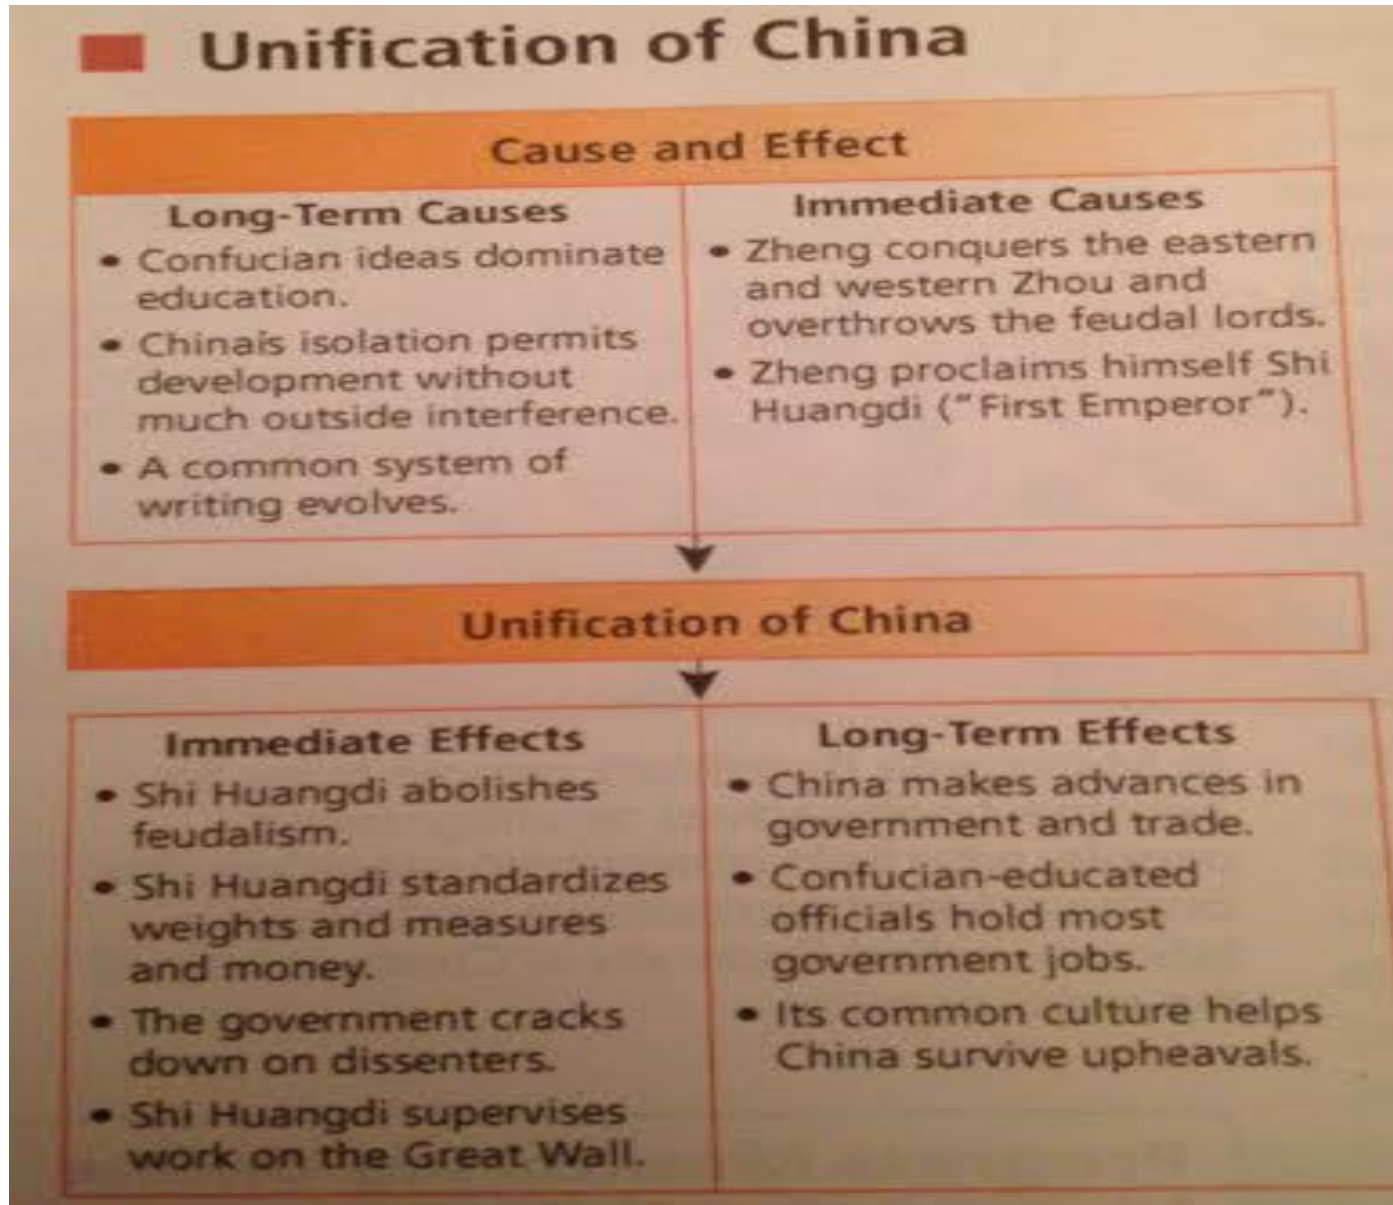 Unification of China
Cause and Effect
Long-Term Causes
• Confucian ideas dominate
education.
• Chinaís isolation permits
development without
much outside interference.
• A common system of
writing evolves.
Immediate Causes
• Zheng conquers the eastern
and western Zhou and
overthrows the feudal lords.
• Zheng proclaims himself Shi
Huangdi (“First Emperor”).
Unification of China
Immediate Effects
• Shi Huangdi abolishes
feudalism.
• Shi Huangdi standardizes
weights and measures
and money.
• The government cracks
down on dissenters.
• Shi Huangdi supervises
work on the Great Wall.
Long-Term Effects
• China makes advances in
government and trade.
• Confucian-educated
officials hold most
government jobs.
• Its common culture helps
China survive upheavals.